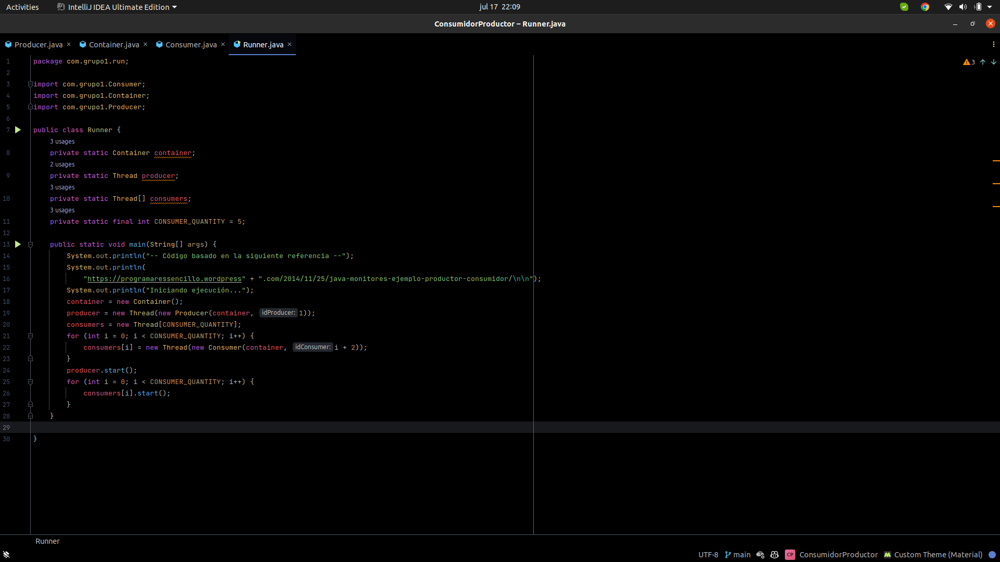 Activities IntelliJ IDEA Ultimate Edition jul 17 22:09
ConsumidorProductor – Runner.java
Producer.java Container.java Consumer.java Runner.java
1 package com.grupo1.run;
2
3 import com.grupo1.Consumer;
4 import com.grupo1.Container;
5 import com.grupo1.Producer;
6
7 public class Runner {
3 usages
8 private static Container container;
2 usages
9 private static Thread producer;
3 usages
10 private static Thread[] consumers;
3 usages
11 private static final int CONSUMER_QUANTITY = 5;
12
13 public static void main(String[] args) {
14 System.out.println("-- Código basado en la siguiente referencia --");
15 System.out.println(
16 "https://programaressencillo.wordpress" + ".com/2014/11/25/java-monitores-ejemplo-productor-consumidor/\n\n");
17 System.out.println("Iniciando ejecución...");
18 container = new Container();
19 producer = new Thread(new Producer(container, idProducer: 1));
20 consumers = new Thread[CONSUMER_QUANTITY];
21 for (int i = 0; i < CONSUMER_QUANTITY; i++) {
22 consumers[i] = new Thread(new Consumer(container, idConsumer: i + 2));
23 }
24 producer.start();
25 for (int i = 0; i < CONSUMER_QUANTITY; i++) {
26 consumers[i].start();
27 }
28 }
29
30 }
3
Runner
UTF-8 main CP ConsumidorProductor Custom Theme (Material)